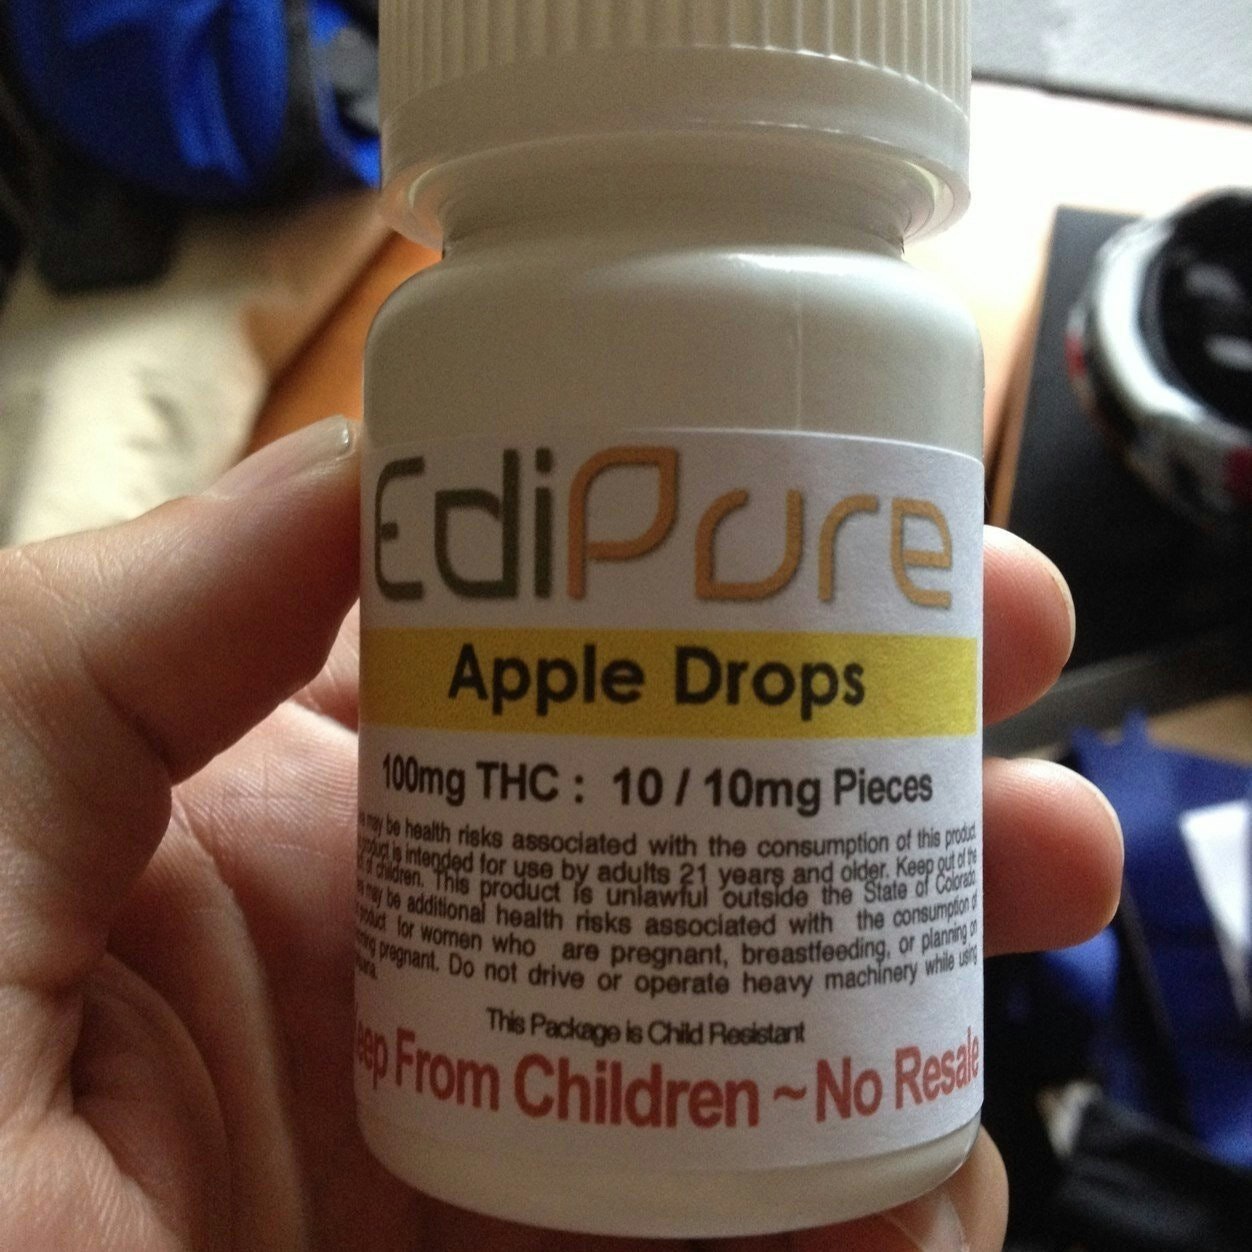 EdiPure
Apple Drops
100mg THC : 10 / 10mg Pieces
may be health risks associated with the consumption of this product
product is intended for use by adults 21 years and older. Keep out of the
of children. This product is unlawful outside the State of Colorado.
may be additional health risks associated with the consumption of
product for women who are pregnant, breastfeeding, or planning on
pregnant. Do not drive or operate heavy machinery while using
This Package is Child Resistant
From Children ~ No Resale